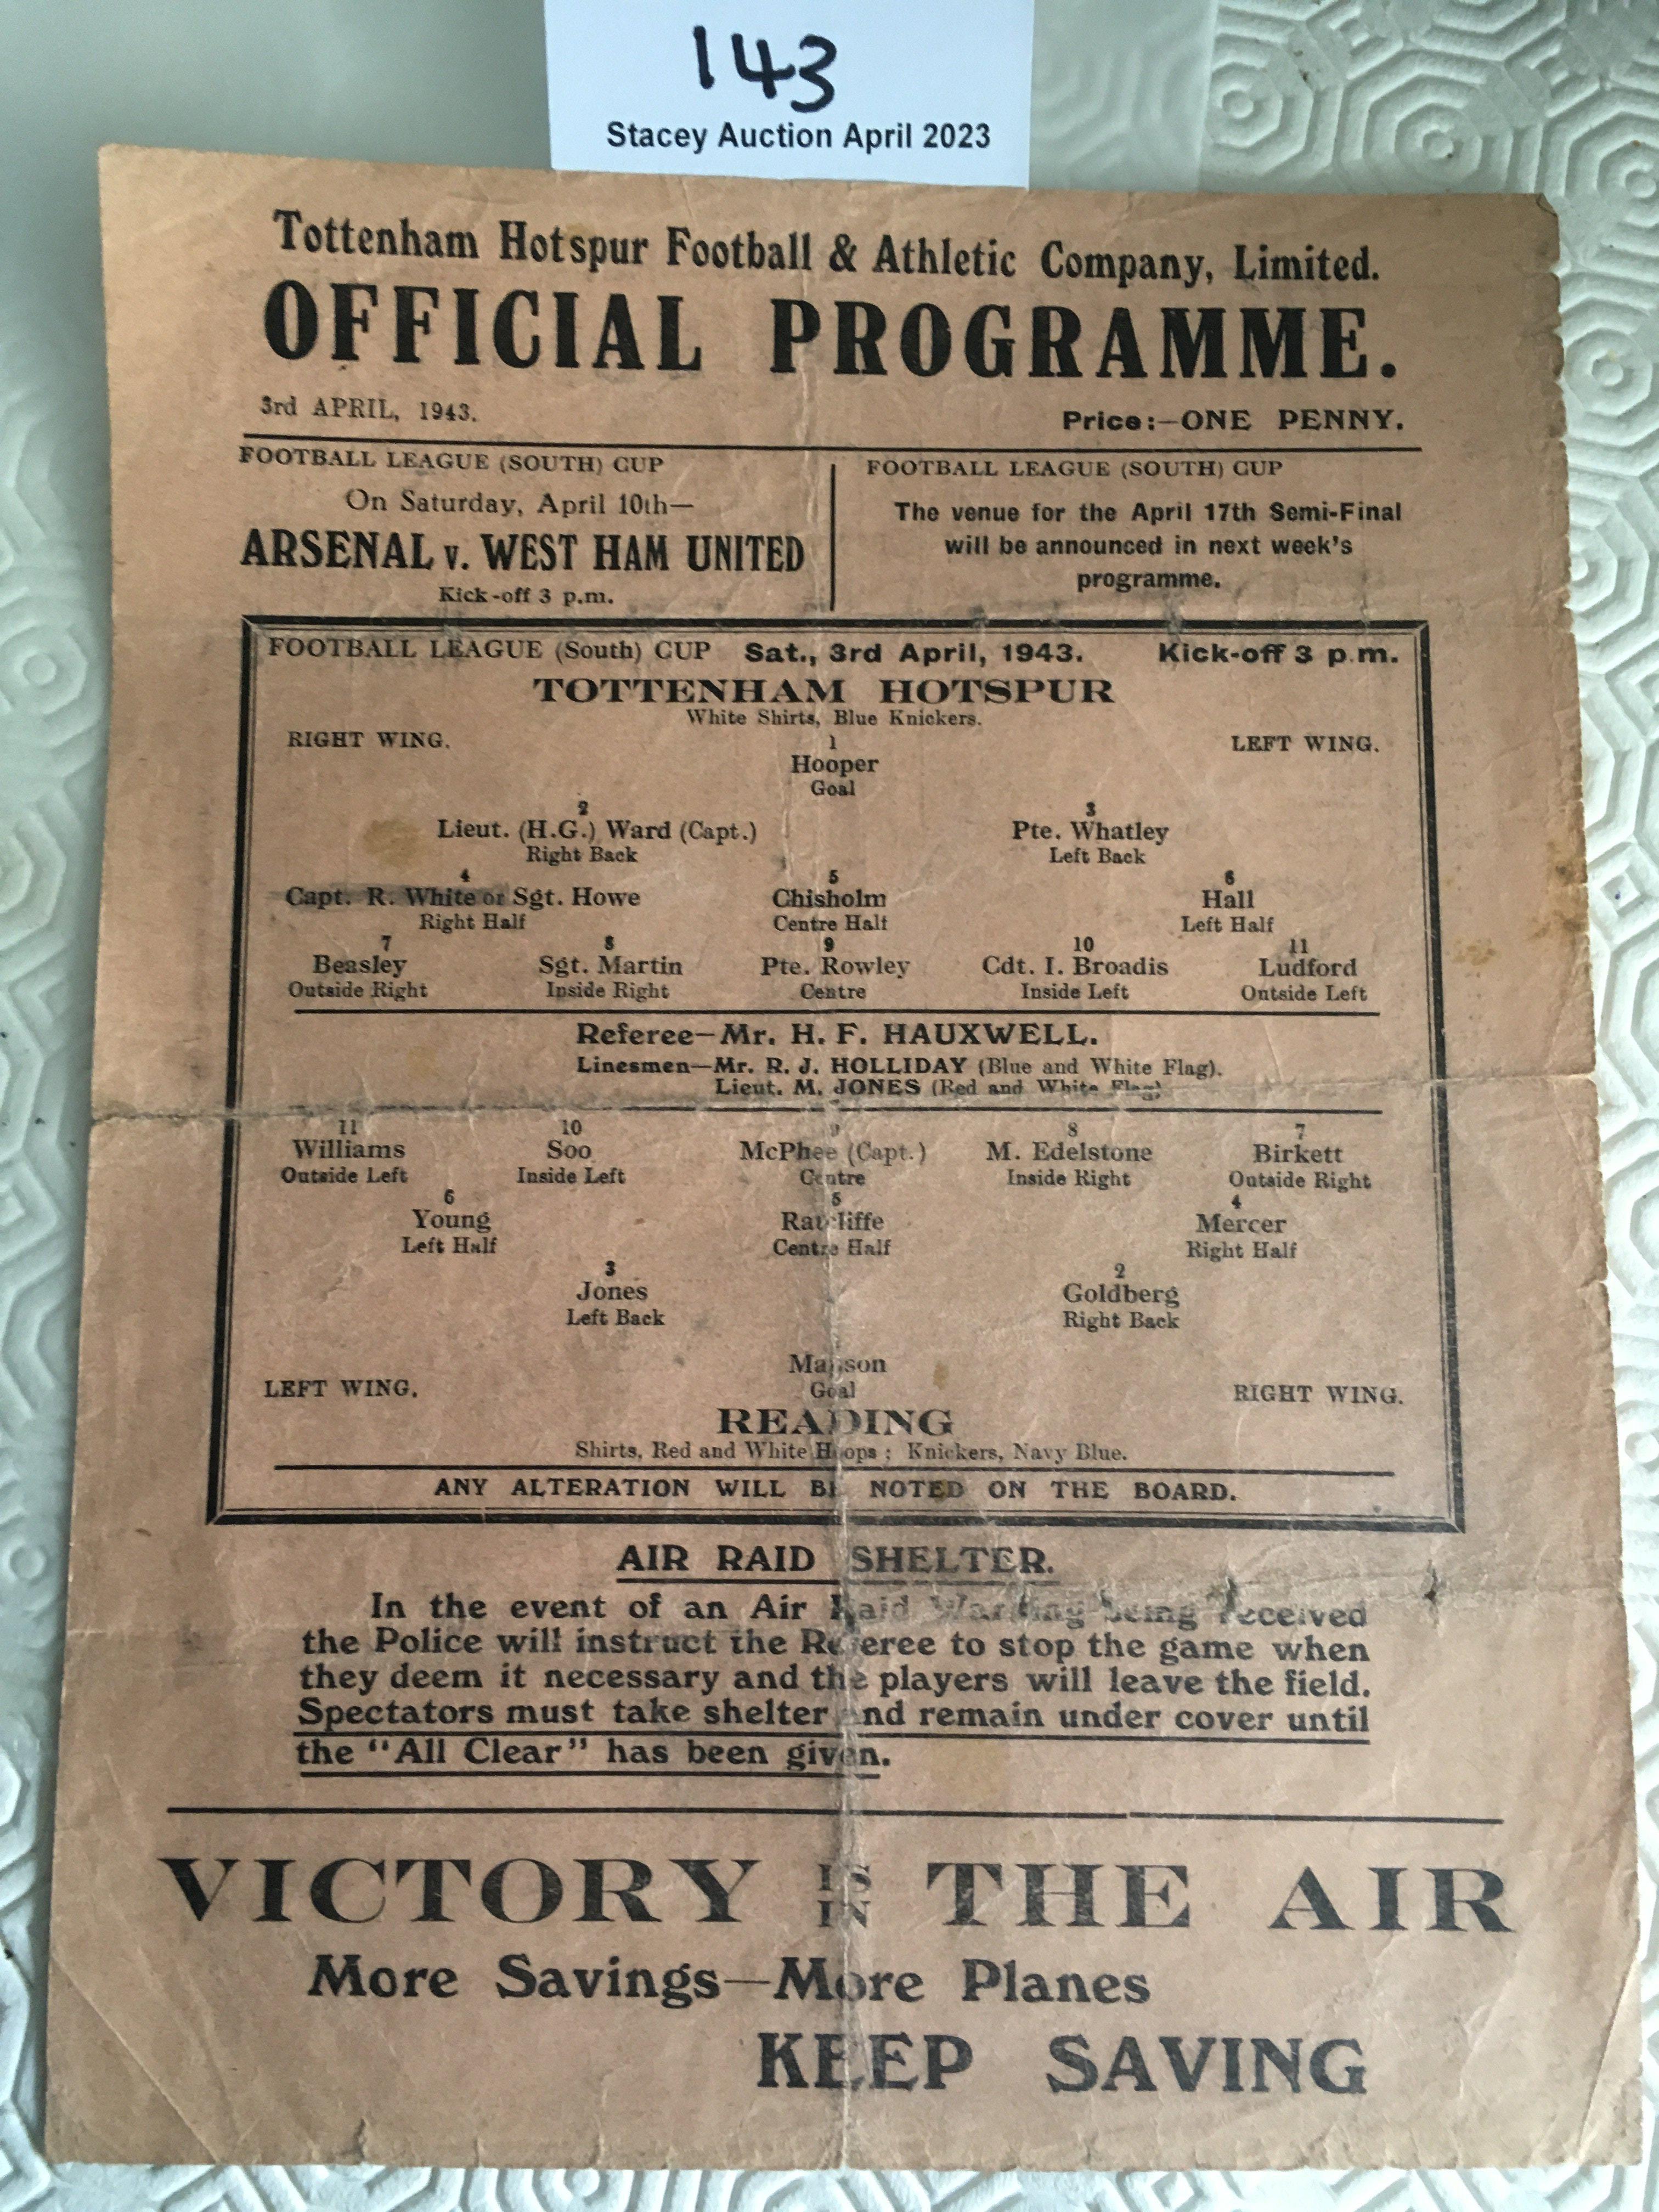 143
Stacey Auction April 2023
Tottenham Hotspur Football & Athletic Company, Limited.
OFFICIAL PROGRAMME.
3rd APRIL, 1943. Price:—ONE PENNY.
FOOTBALL LEAGUE (SOUTH) CUP
On Saturday, April 10th—
ARSENAL v. WEST HAM UNITED
Kick-off 3 p.m.
FOOTBALL LEAGUE (SOUTH) CUP
The venue for the April 17th Semi-Final
will be announced in next week's
programme.
FOOTBALL LEAGUE (South) CUP Sat., 3rd April, 1943. Kick-off 3 p.m.
TOTTENHAM HOTSPUR
White Shirts, Blue Knickers.
RIGHT WING. 1 LEFT WING.
Hooper
Goal
2 3
Lieut. (H.G.) Ward (Capt.) Pte. Whatley
Right Back Left Back
4 5 6
Capt. R. White or Sgt. Howe Chisholm Hall
Right Half Centre Half Left Half
7 8 9 10 11
Beasley Sgt. Martin Pte. Rowley Cdt. I. Broadis Ludford
Outside Right Inside Right Centre Inside Left Outside Left
Referee—Mr. H. F. HAUXWELL.
Linesmen—Mr. R. J. HOLLIDAY (Blue and White Flag).
Lieut. M. JONES (Red and White Flag)
11 10 9 8 7
Williams Soo McPhee (Capt.) M. Edelstone Birkett
Outside Left Inside Left Centre Inside Right Outside Right
6 5 4
Young Ratcliffe Mercer
Left Half Centre Half Right Half
3 2
Jones Goldberg
Left Back Right Back
Goal
LEFT WING. RIGHT WING.
READING
Shirts, Red and White Hoops; Knickers, Navy Blue.
ANY ALTERATION WILL BE NOTED ON THE BOARD.
AIR RAID SHELTER.
In the event of an Air Raid Warning being received
the Police will instruct the Referee to stop the game when
they deem it necessary and the players will leave the field.
Spectators must take shelter and remain under cover until
the "All Clear" has been given.
VICTORY IS IN THE AIR
More Savings—More Planes
KEEP SAVING